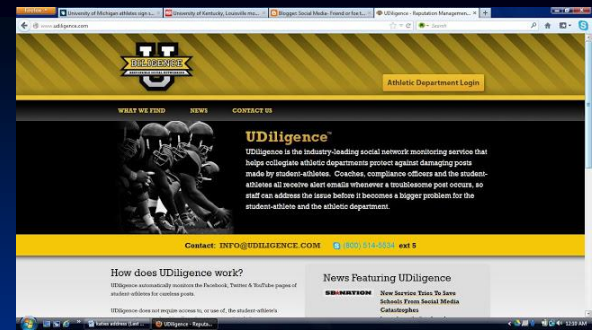 Firefox
University of Michigan athletes sign s...
University of Kentucky, Louisville mo...
Blogger: Social Media- Friend or foe t...
UDiligence - Reputation Managemen...
www.udiligence.com
U
DILIGENCE
Athletic Department Login
WHAT WE FIND NEWS CONTACT US
UDiligence™
UDiligence is the industry-leading social network monitoring service that
helps collegiate athletic departments protect against damaging posts
made by student-athletes. Coaches, compliance officers and the student-
athletes all receive alert emails whenever a troublesome post occurs, so
staff can address the issue before it becomes a bigger problem for the
student-athlete and the athletic department.
Contact: INFO@UDILIGENCE.COM (800) 514-5534 ext 5
How does UDiligence work?
UDiligence automatically monitors the Facebook, Twitter & YouTube pages of
student-athletes for careless posts.
UDiligence does not require access to, or use of, the student-athlete's
News Featuring UDiligence
SB NATION
New Service Tries To Save
Schools From Social Media
Catastrophes
UDiligence - Reputa...
12:10 AM